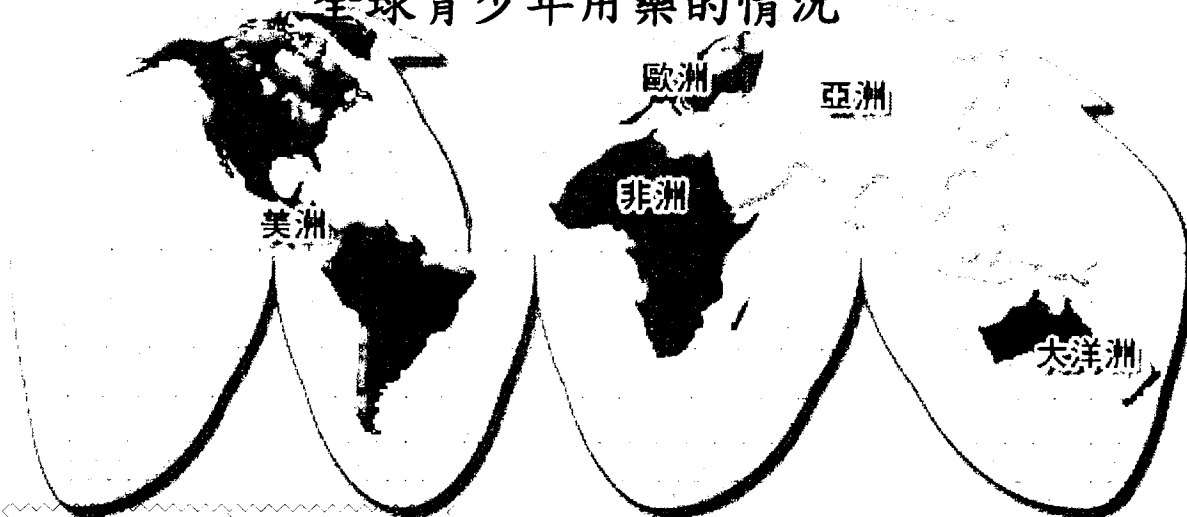 全球青少年用藥的情況
歐洲
亞洲
非洲
美洲
大洋洲